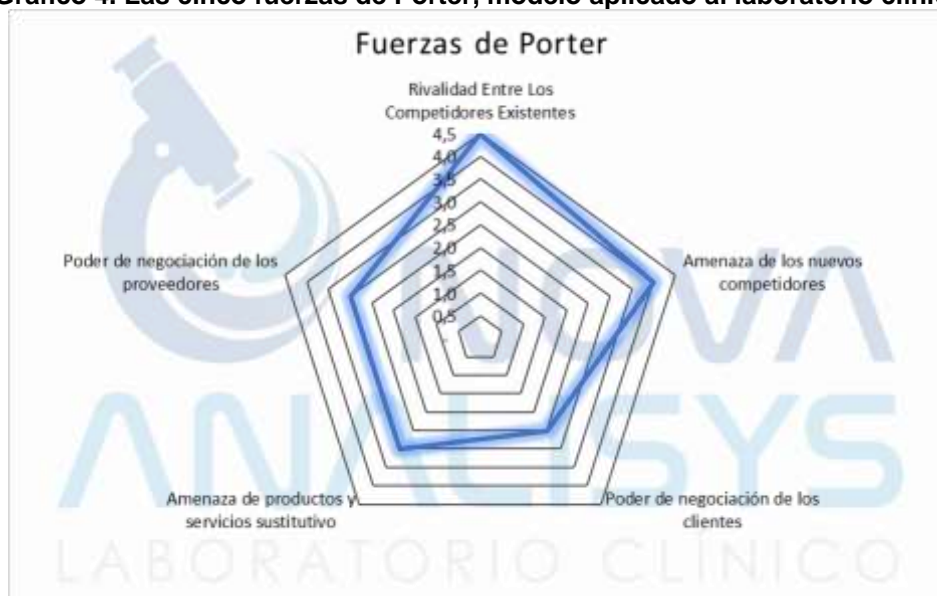 Gráfico 4. Las cinco fuerzas de Porter, modelo aplicado al laboratorio
Fuerzas de Porter
Rivalidad Entre Los
Competidores Existentes
4,5
4,0
3,5
3,0
2,5
2,0
1,5
1,0
0,5
-
Poder de negociación de los
proveedores
Amenaza de los nuevos
competidores
Amenaza de productos y
servicios sustitutivo
Poder de negociación de los
clientes
NOVA
ANALISYS
LABORATORIO CLÍNICO